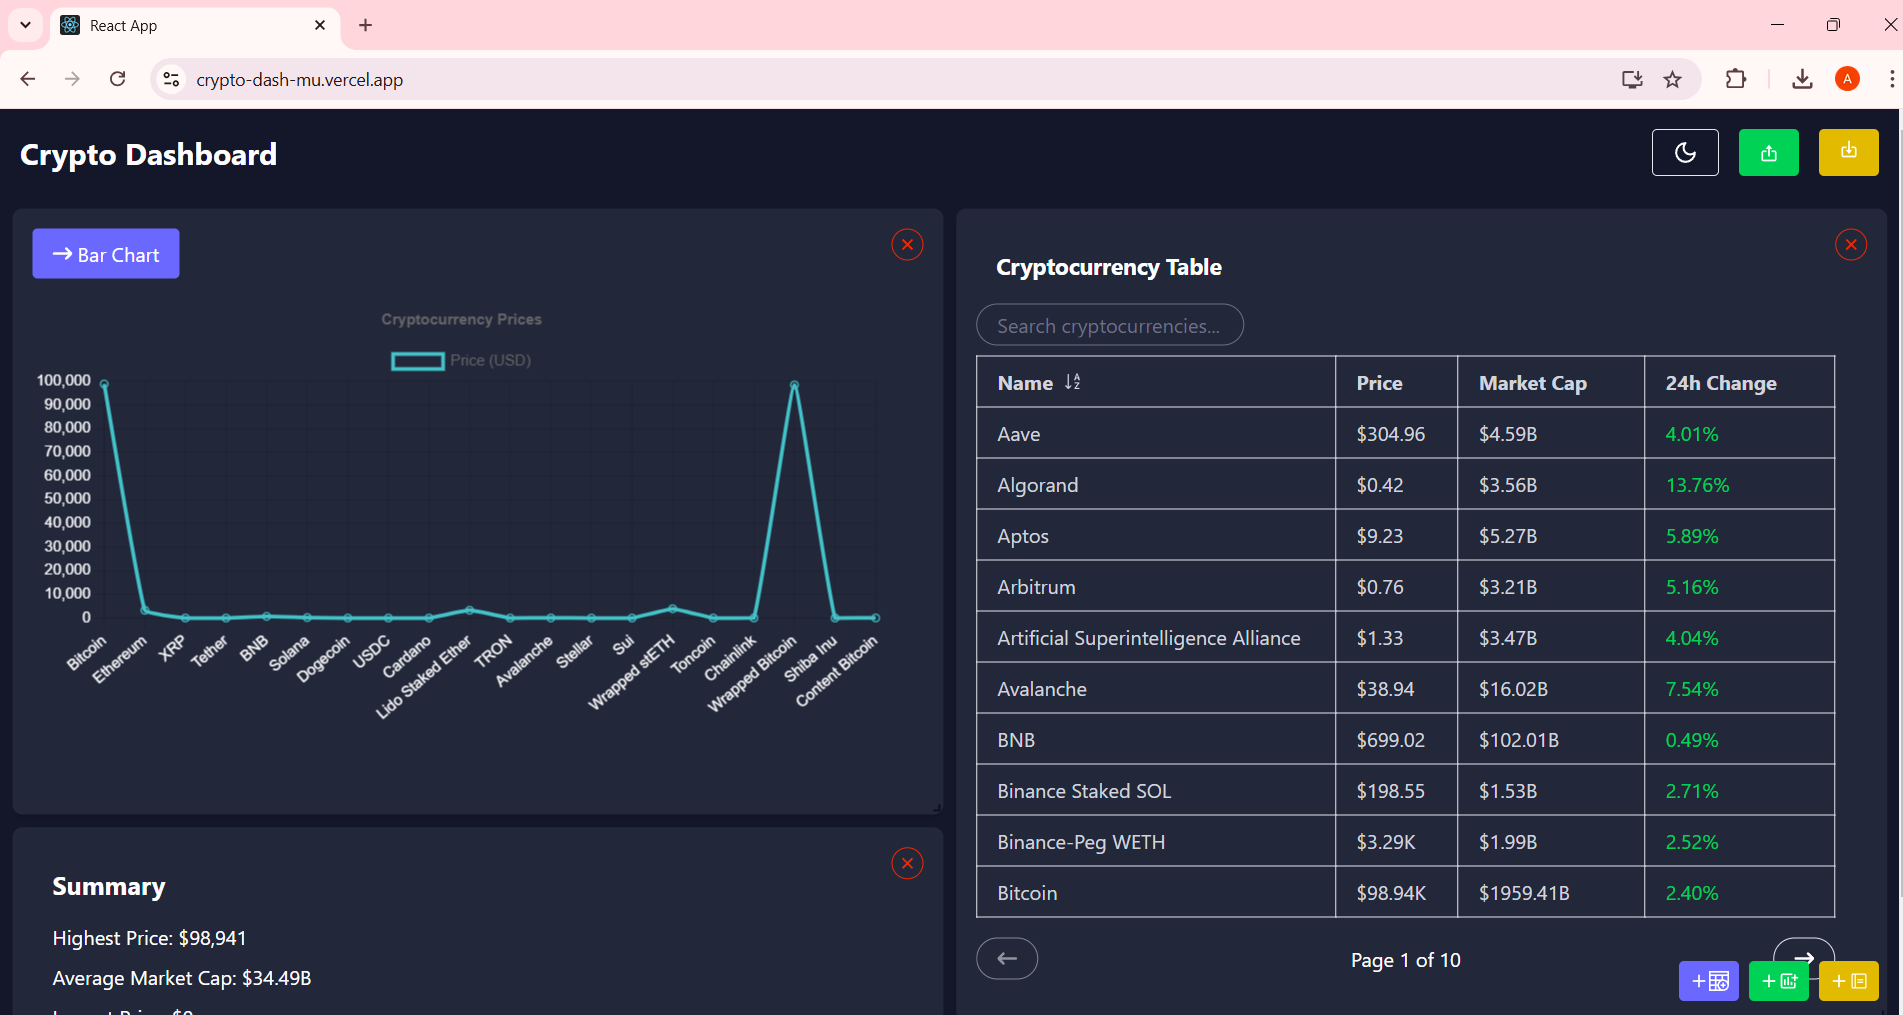 React App
crypto-dash-mu.vercel.app
A
Crypto Dashboard
Bar Chart
Cryptocurrency Prices
Price (USD)
100,000
90,000
80,000
70,000
60,000
50,000
40,000
30,000
20,000
10,000
0
Bitcoin
Ethereum
XRP
Tether
BNB
Solana
Dogecoin
USDC
Cardano
Lido Staked Ether
TRON
Avalanche
Stellar
Sui
Wrapped stETH
Toncoin
Chainlink
Wrapped Bitcoin
Shiba Inu
Content Bitcoin
Summary
Highest Price: $98,941
Average Market Cap: $34.49B
Cryptocurrency Table
Search cryptocurrencies...
Name Price Market Cap 24h Change
Aave $304.96 $4.59B 4.01%
Algorand $0.42 $3.56B 13.76%
Aptos $9.23 $5.27B 5.89%
Arbitrum $0.76 $3.21B 5.16%
Artificial Superintelligence Alliance $1.33 $3.47B 4.04%
Avalanche $38.94 $16.02B 7.54%
BNB $699.02 $102.01B 0.49%
Binance Staked SOL $198.55 $1.53B 2.71%
Binance-Peg WETH $3.29K $1.99B 2.52%
Bitcoin $98.94K $1959.41B 2.40%
Page 1 of 10